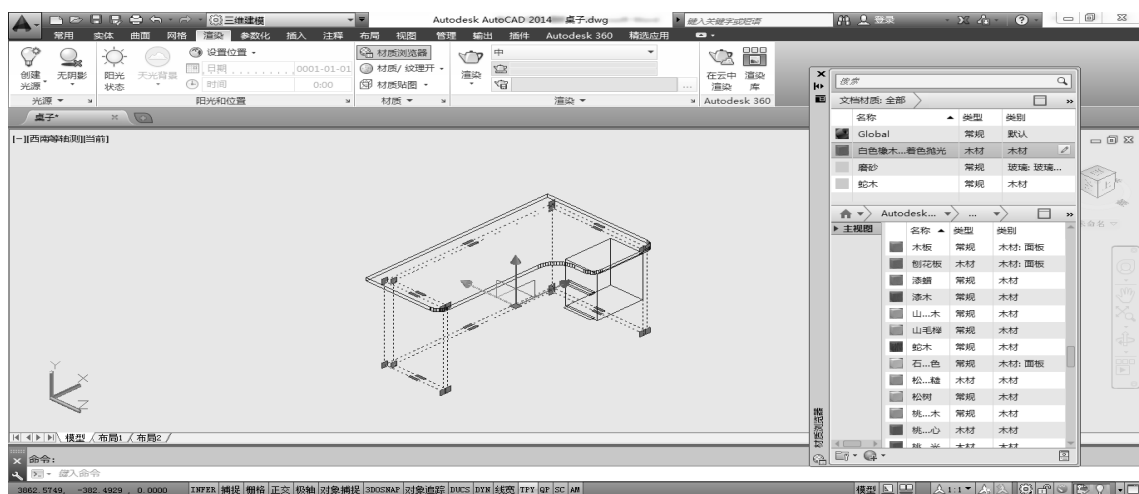 三维建模 Autodesk AutoCAD 2014 桌子.dwg 键入关键字或短语 登录
常用 实体 曲面 网格 渲染 参数化 插入 注释 布局 视图 管理 输出 插件 Autodesk 360 精选应用
创建光源 无阴影 阳光状态 天光背景
设置位置
日期 0001-01-01
时间 0:00
材质浏览器
材质/纹理开
材质贴图
渲染
中
在云中渲染 渲染库
光源 阳光和位置 材质 渲染 Autodesk 360
桌子*
[-][西南等轴测][当前]
搜索
文档材质: 全部
名称 类型 类别
Global 常规 默认
白色橡木...着色抛光 木材 木材
磨砂 常规 玻璃: 玻璃...
蛇木 常规 木材
Autodesk... ...
主视图 名称 类型 类别
木板 常规 木材: 面板
刨花板 木材 木材: 面板
漆蜡 常规 木材
漆木 常规 木材
山...木 常规 木材
山毛榉 常规 木材
蛇木 常规 木材
石...色 常规 木材: 面板
松...糙 木材 木材
松树 常规 木材
桃...木 常规 木材
桃...心 木材 木材
材质浏览器
未命名
Y
X
Z
模型 布局1 布局2
命令:
键入命令
3862.5749, -382.4929 , 0.0000 INFER 捕捉 栅格 正交 极轴 对象捕捉 3DOSNAP 对象追踪 DUCS DYN 线宽 TPY QP SC AM 模型 1:1